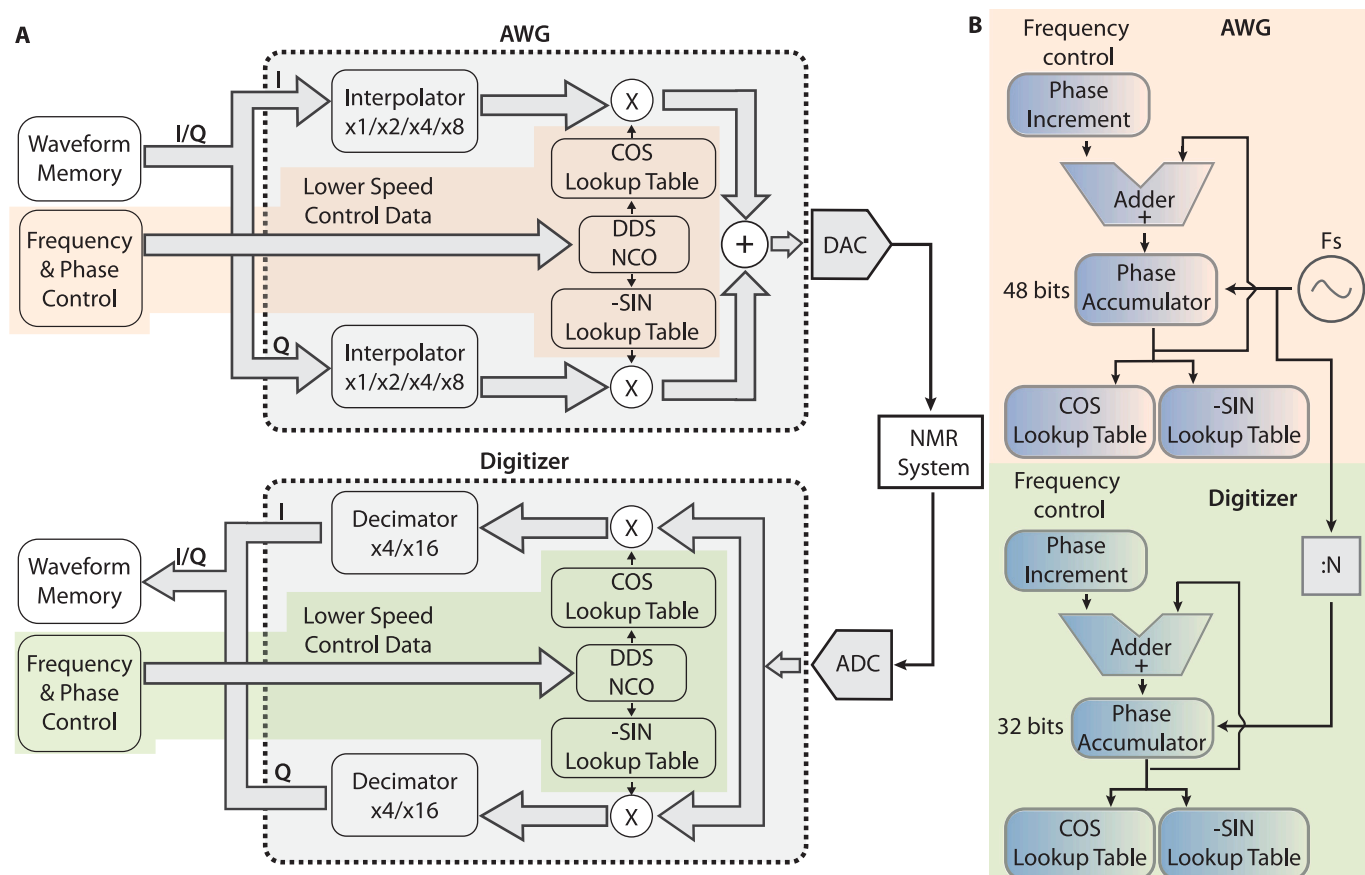 A
AWG
I
I/Q
Waveform
Memory
Interpolator
x1/x2/x4/x8
X
COS
Lookup Table
Lower Speed
Control Data
Frequency
& Phase
Control
DDS
NCO
+
DAC
-SIN
Lookup Table
Q
Interpolator
x1/x2/x4/x8
X
NMR
System
Digitizer
I
I/Q
Waveform
Memory
Decimator
x4/x16
X
COS
Lookup Table
Lower Speed
Control Data
Frequency
& Phase
Control
DDS
NCO
ADC
-SIN
Lookup Table
Q
Decimator
x4/x16
X
B
AWG
Frequency
control
Phase
Increment
Adder
+
Fs
48 bits
Phase
Accumulator
COS
Lookup Table
-SIN
Lookup Table
Digitizer
Frequency
control
Phase
Increment
:N
Adder
+
32 bits
Phase
Accumulator
COS
Lookup Table
-SIN
Lookup Table